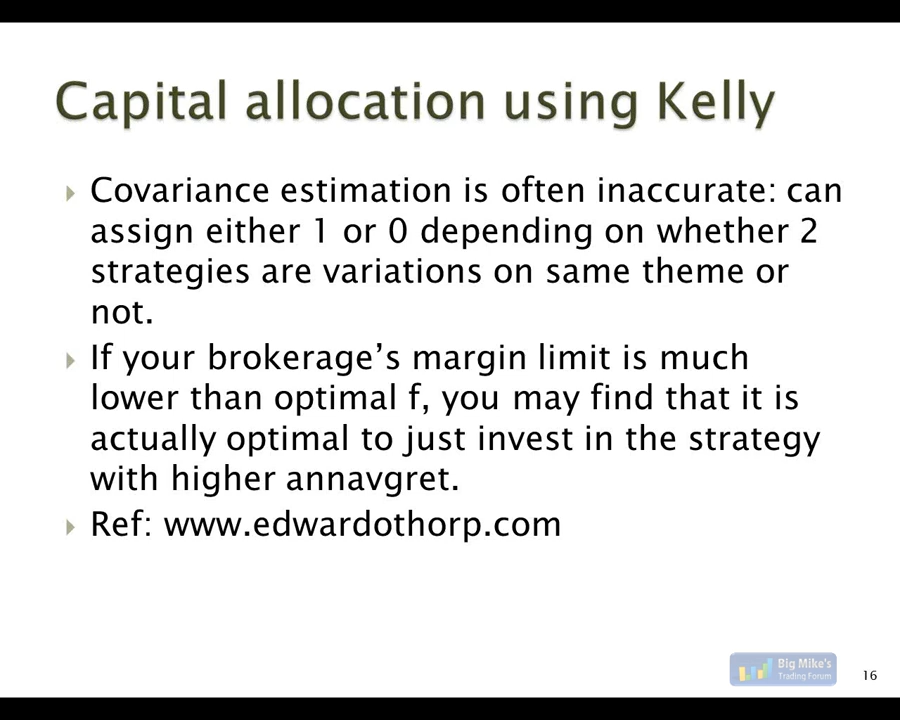 Capital allocation using Kelly
Covariance estimation is often inaccurate: can
assign either 1 or 0 depending on whether 2
strategies are variations on same theme or
not.
If your brokerage’s margin limit is much
lower than optimal f, you may find that it is
actually optimal to just invest in the strategy
with higher annavgret.
Ref: www.edwardothorp.com
Big Mike's
Trading Forum
16